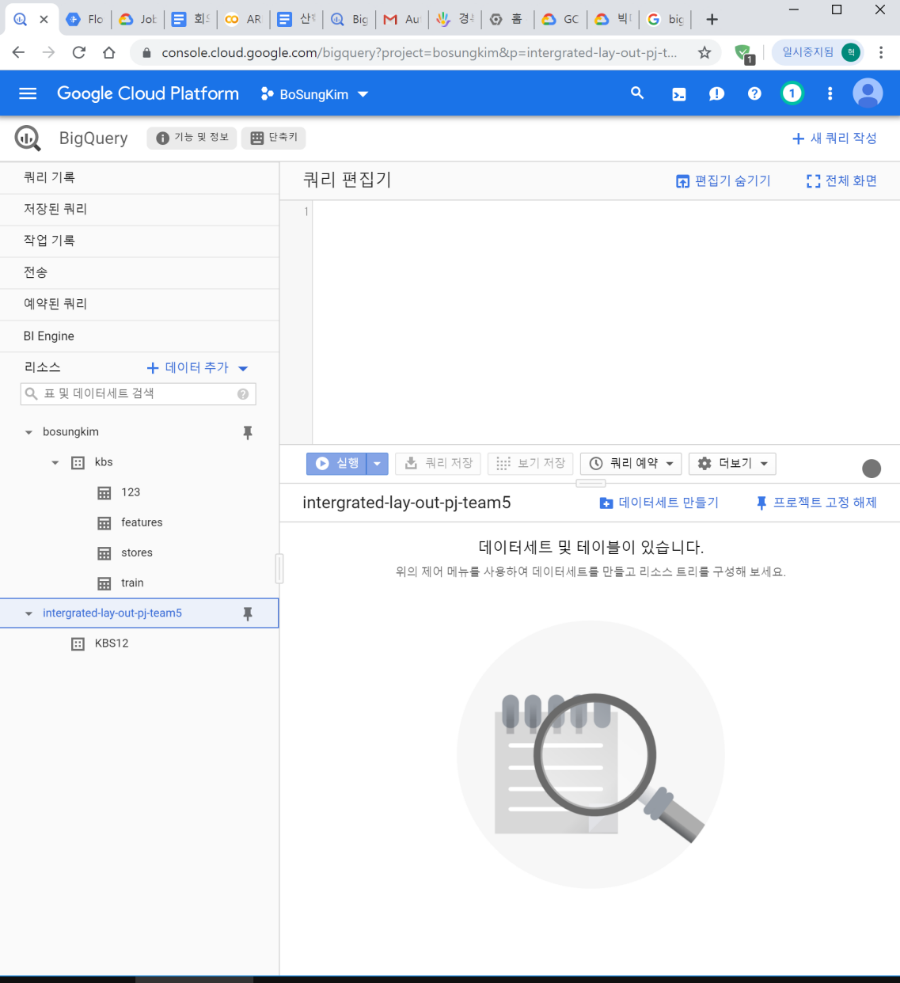 Flo
Job
회의
AR
산
Big
Au
홈
GC
빅
big
console.cloud.google.com/bigquery?project=bosungkim&p=intergrated-lay-out-pj-t...
1
일시중지됨
혁
Google Cloud Platform
BoSungKim
1
BigQuery
기능 및 정보
단축키
새 쿼리 작성
쿼리 기록
저장된 쿼리
작업 기록
전송
예약된 쿼리
BI Engine
리소스
데이터 추가
표 및 데이터세트 검색
bosungkim
kbs
123
features
stores
train
intergrated-lay-out-pj-team5
KBS12
쿼리 편집기
편집기 숨기기
전체 화면
1
실행
쿼리 저장
보기 저장
쿼리 예약
더보기
intergrated-lay-out-pj-team5
데이터세트 만들기
프로젝트 고정 해제
데이터세트 및 테이블이 있습니다.
위의 제어 메뉴를 사용하여 데이터세트를 만들고 리소스 트리를 구성해 보세요.